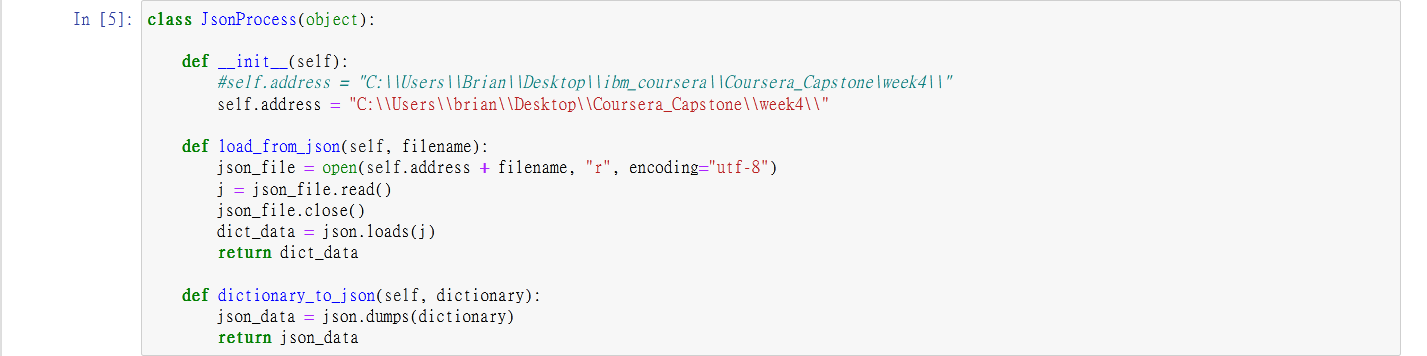 In [5]: class JsonProcess(object):
def __init__(self):
#self.address = "C:\\Users\\Brian\\Desktop\\ibm_coursera\\Coursera_Capstone\week4\\"
self.address = "C:\\Users\\brian\\Desktop\\Coursera_Capstone\\week4\\"
def load_from_json(self, filename):
json_file = open(self.address + filename, "r", encoding="utf-8")
j = json_file.read()
json_file.close()
dict_data = json.loads(j)
return dict_data
def dictionary_to_json(self, dictionary):
json_data = json.dumps(dictionary)
return json_data